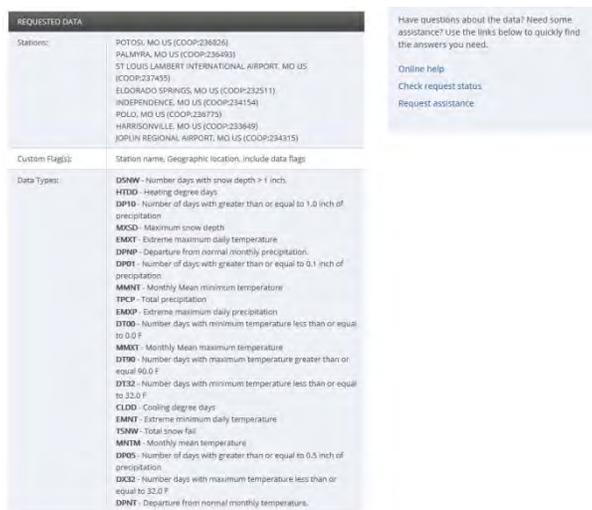 REQUESTED DATA
Stations:
POTOSI, MO US (COOP:236826)
PALMYRA, MO US (COOP:236493)
ST LOUIS LAMBERT INTERNATIONAL AIRPORT, MO US
(COOP:237455)
ELDORADO SPRINGS, MO US (COOP:232511)
INDEPENDENCE, MO US (COOP:234154)
POLO, MO US (COOP:236775)
HARRISONVILLE, MO US (COOP:233649)
JOPLIN REGIONAL AIRPORT, MO US (COOP:234315)
Custom Flag(s):
Station name, Geographic location, include data flags
Data Types:
DSNW - Number days with snow depth > 1 inch.
HTDD - Heating degree days
DP10 - Number of days with greater than or equal to 1.0 inch of
precipitation
MXSD - Maximum snow depth
EMXT - Extreme maximum daily temperature
DPNP - Departure from normal monthly precipitation.
DP01 - Number of days with greater than or equal to 0.1 inch of
precipitation
MMNT - Monthly Mean minimum temperature
TPCP - Total precipitation
EMXP - Extreme maximum daily precipitation
DT00 - Number days with minimum temperature less than or equal
to 0.0 F
MMXT - Monthly Mean maximum temperature
DT90 - Number days with maximum temperature greater than or
equal 90.0 F
DT32 - Number days with minimum temperature less than or equal
to 32.0 F
CLDD - Cooling degree days
EMNT - Extreme minimum daily temperature
TSNW - Total snow fall
MNTM - Monthly mean temperature
DP05 - Number of days with greater than or equal to 0.5 inch of
precipitation
DX32 - Number days with maximum temperature less than or
equal to 32.0 F
DPNT - Departure from normal monthly temperature.
Have questions about the data? Need some
assistance? Use the links below to quickly find
the answers you need.
Online help
Check request status
Request assistance